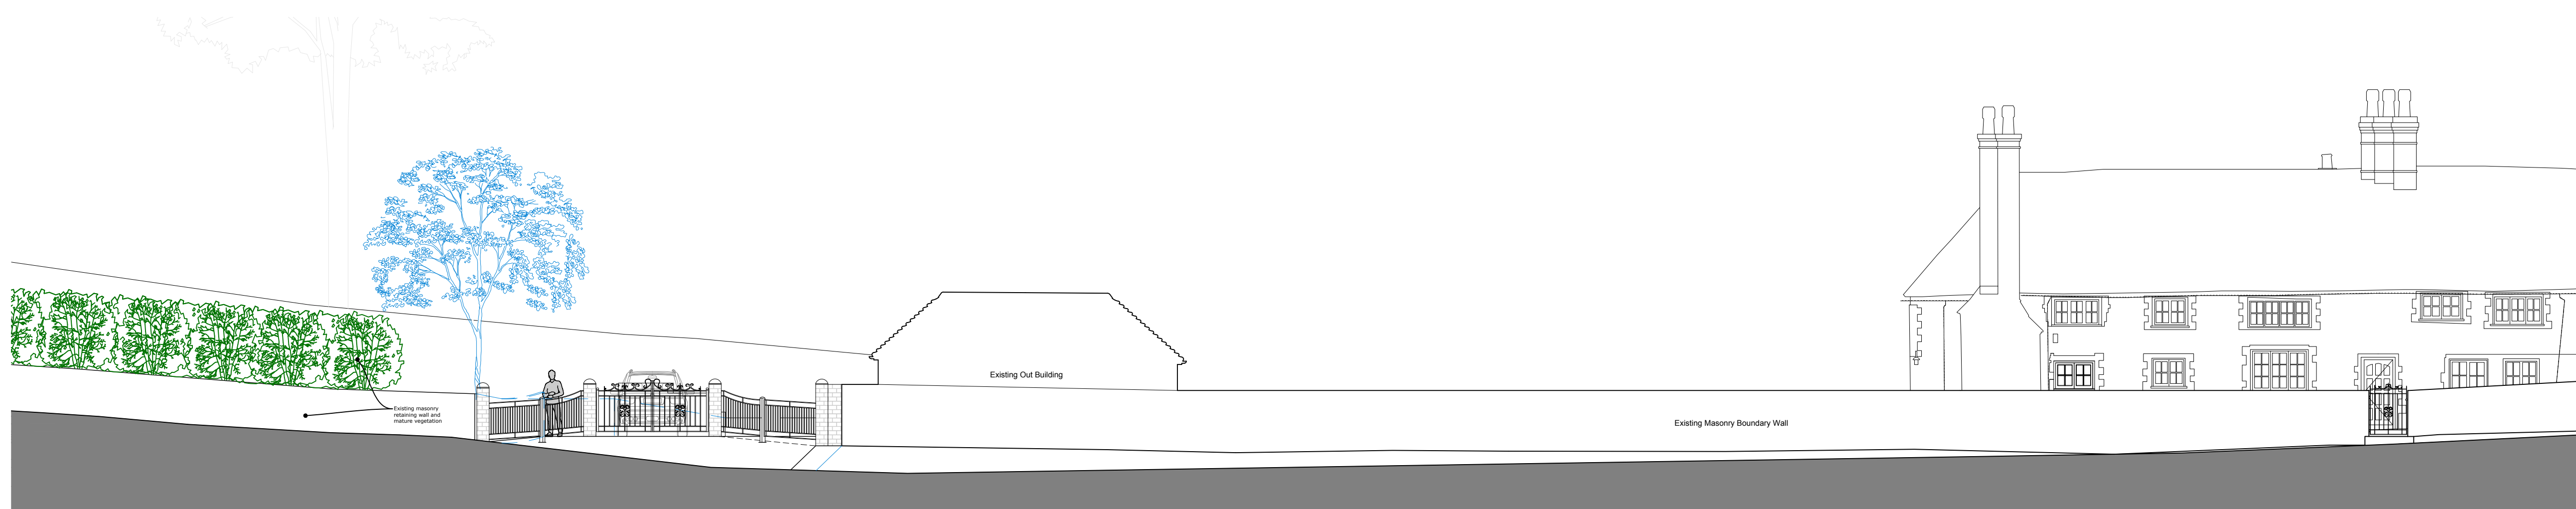 Existing masonry
retaining wall and
mature vegetation
Existing Out Building
Existing Masonry Boundary Wall